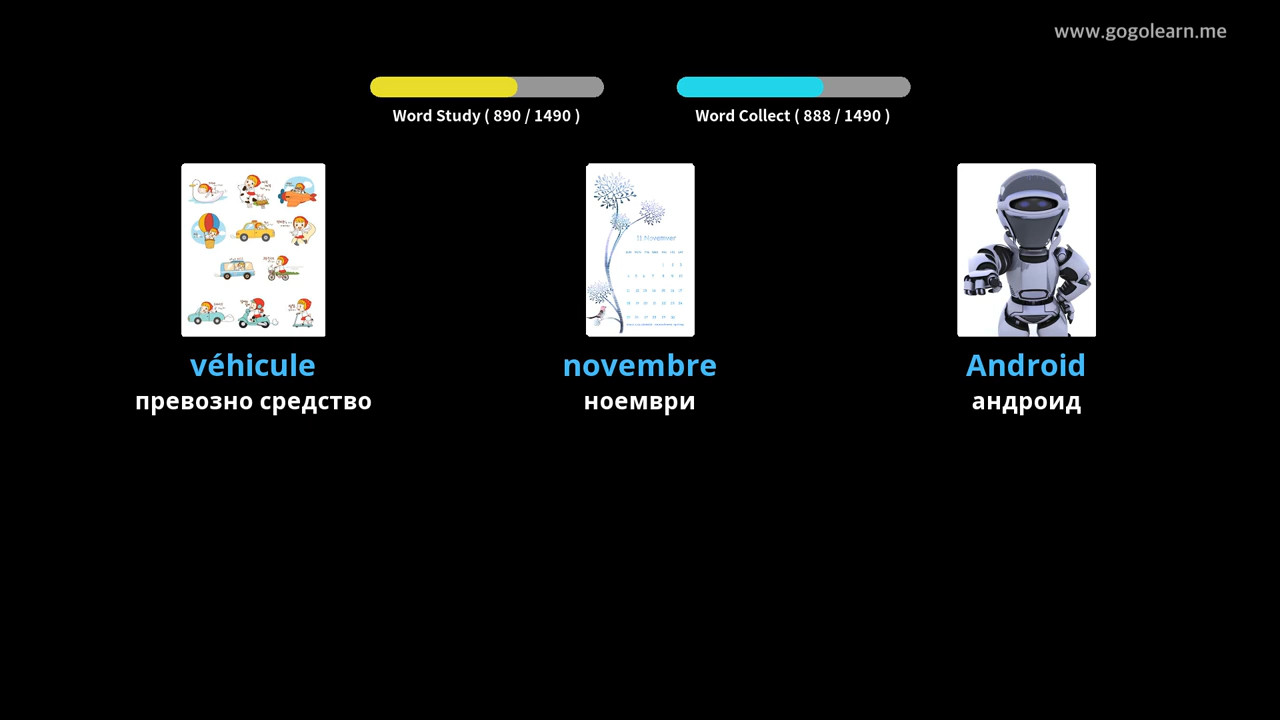 www.gogolearn.me
Word Study ( 890 / 1490 )
Word Collect ( 888 / 1490 )
véhicule
novembre
Android
превозно средство
ноември
андроид